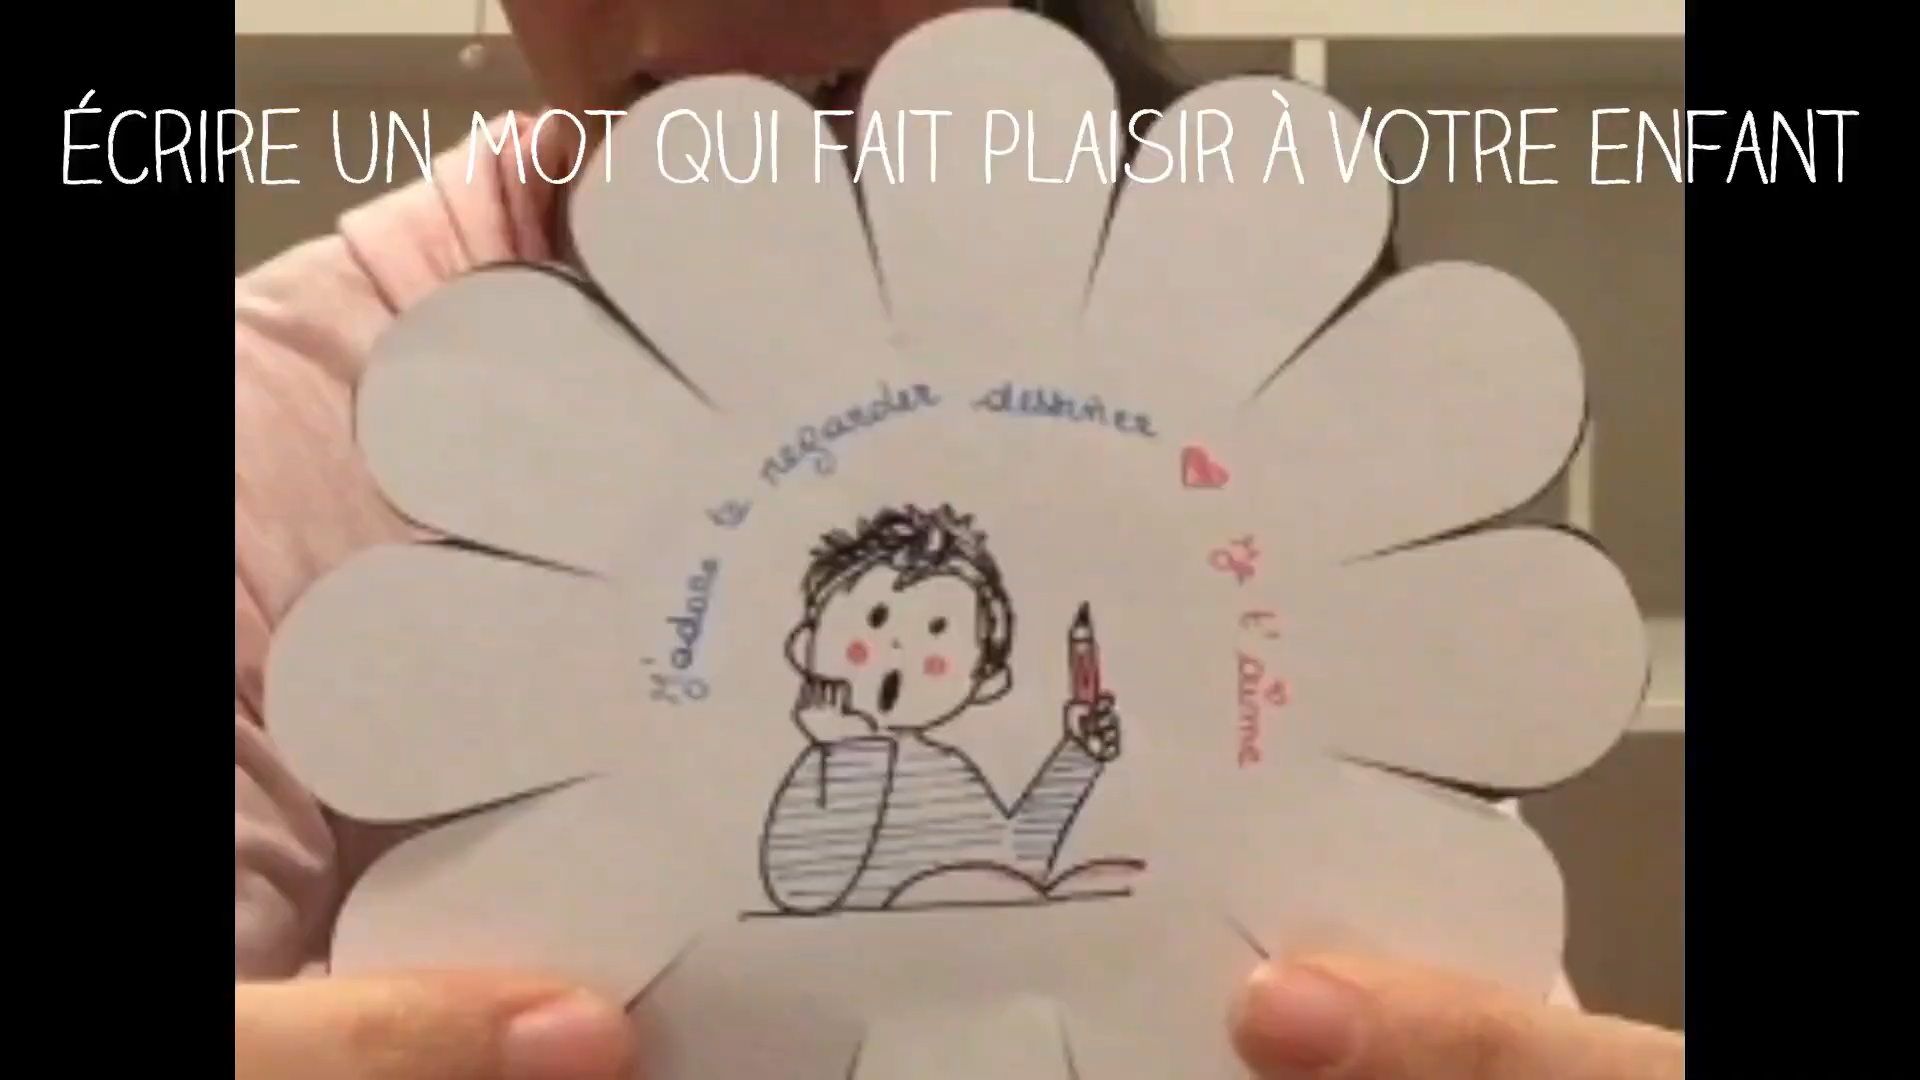 ÉCRIRE UN MOT QUI FAIT PLAISIR À VOTRE ENFANT
J'adore te regarder dessiner
Je t'aime